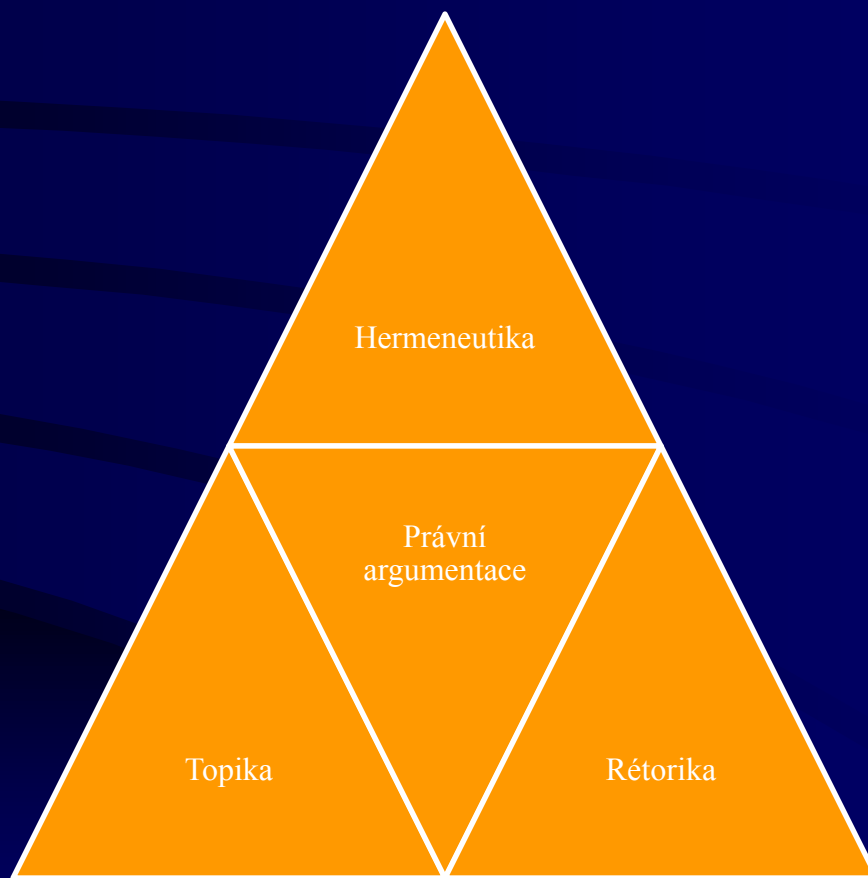 Hermeneutika
Právní
argumentace
Topika
Rétorika